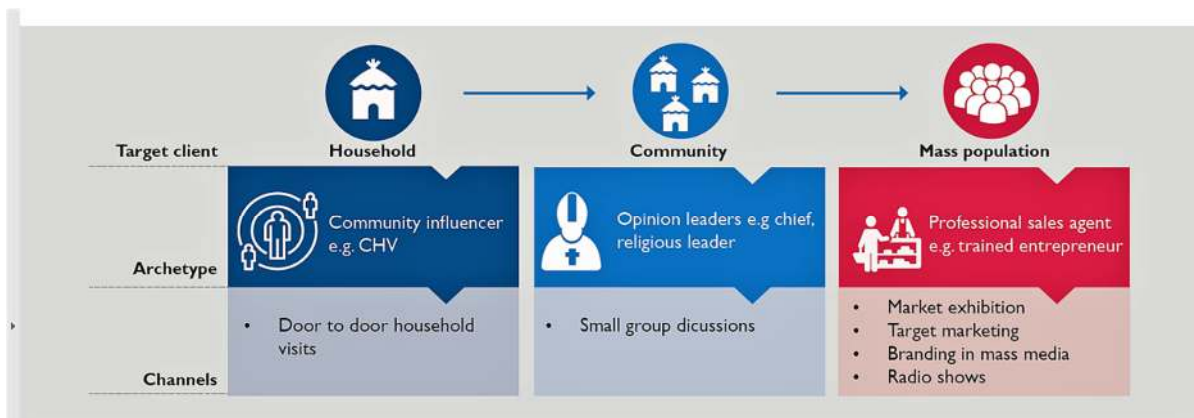 Target client
Household
Community
Mass population
Archetype
Community influencer
e.g. CHV
Opinion leaders e.g chief,
religious leader
Professional sales agent
e.g. trained entrepreneur
Channels
• Door to door household
visits
• Small group dicussions
• Market exhibition
• Target marketing
• Branding in mass media
• Radio shows